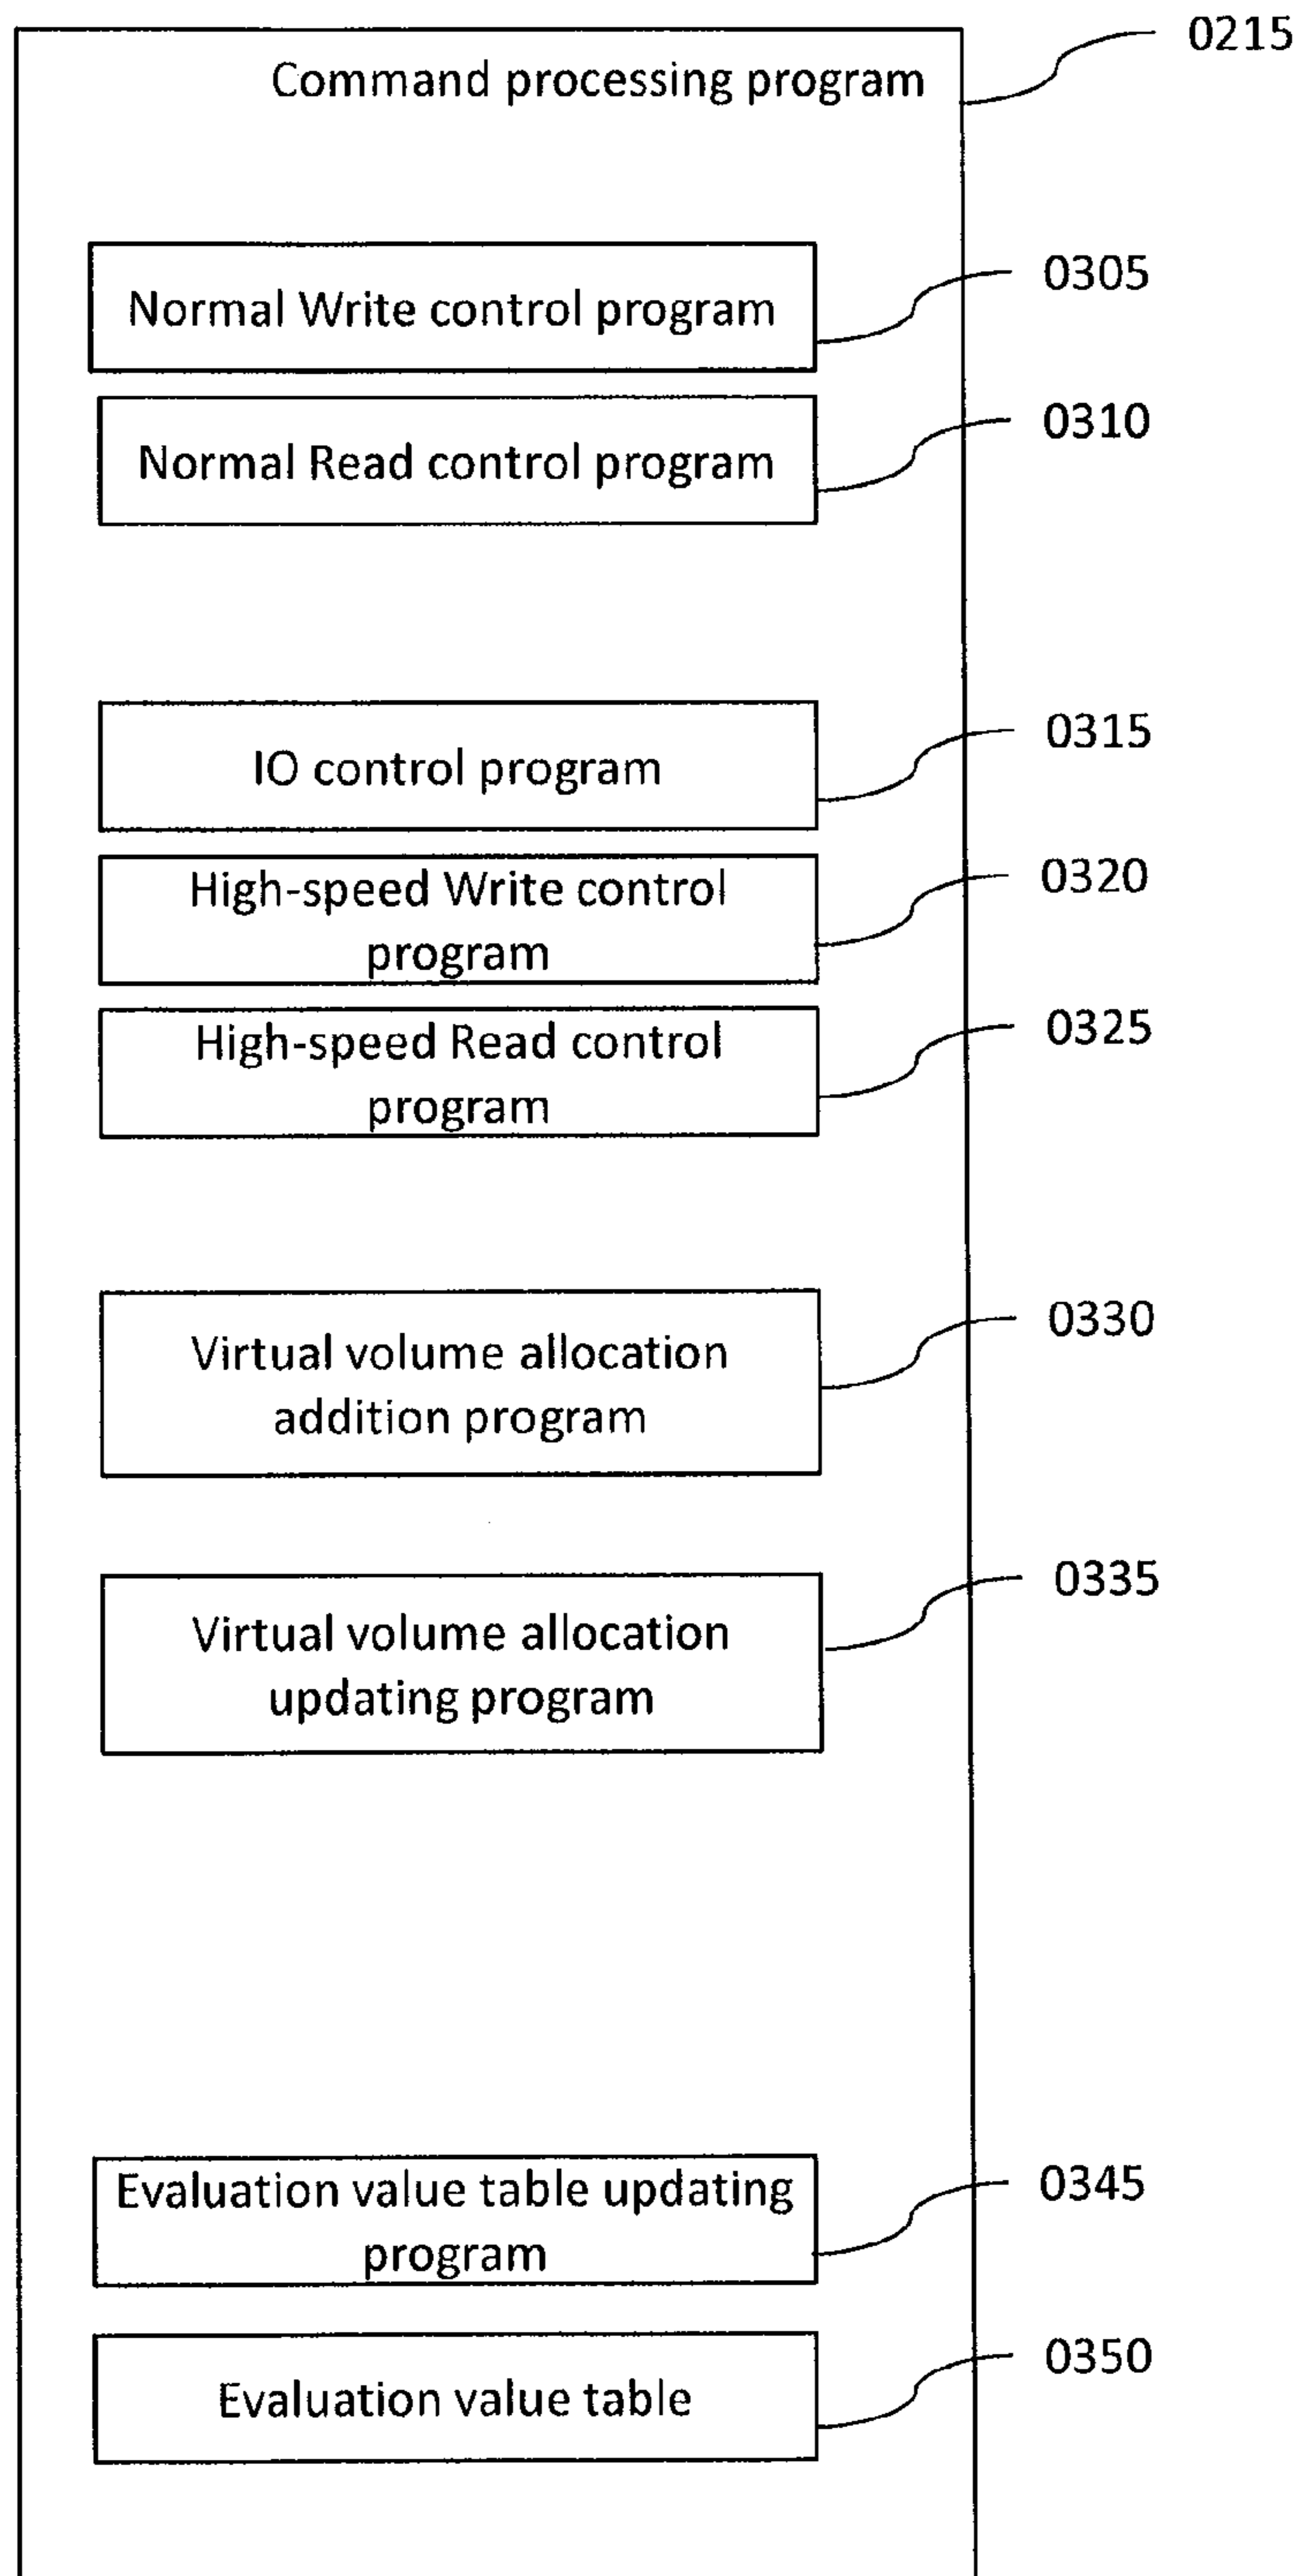 0215
Command processing program
0305
Normal Write control program
0310
Normal Read control program
0315
IO control program
0320
High-speed Write control
program
0325
High-speed Read control
program
0330
Virtual volume allocation
addition program
0335
Virtual volume allocation
updating program
0345
Evaluation value table updating
program
0350
Evaluation value table